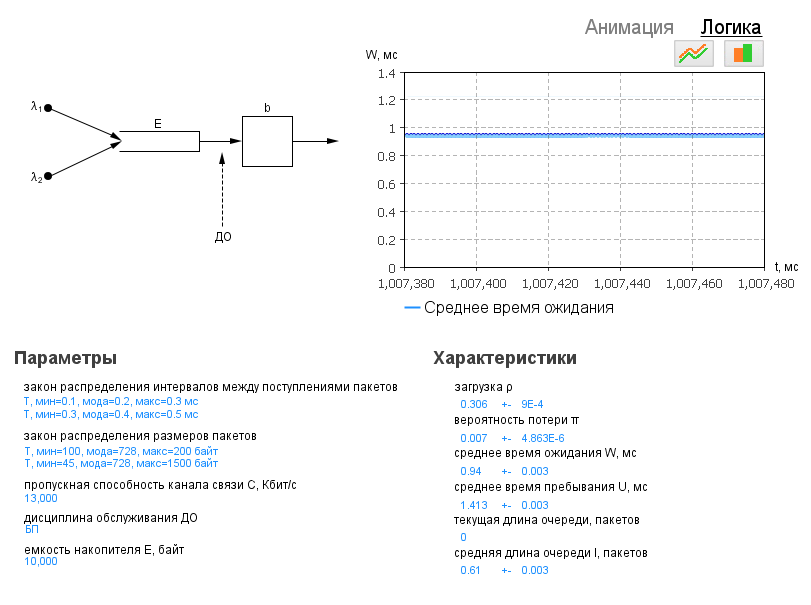 Анимация Логика
W, мс
1.4
1.2
1
0.8
0.6
0.4
0.2
0
1,007,380 1,007,400 1,007,420 1,007,440 1,007,460 1,007,480
t, мс
Среднее время ожидания
λ1
λ2
E
b
ДО
Параметры
закон распределения интервалов между поступлениями пакетов
Т, мин=0.1, мода=0.2, макс=0.3 мс
Т, мин=0.3, мода=0.4, макс=0.5 мс
закон распределения размеров пакетов
Т, мин=100, мода=728, макс=200 байт
Т, мин=45, мода=728, макс=1500 байт
пропускная способность канала связи С, Кбит/с
13,000
дисциплина обслуживания ДО
БП
емкость накопителя Е, байт
10,000
Характеристики
загрузка ρ
0.306 +- 9E-4
вероятность потери π
0.007 +- 4.863E-6
среднее время ожидания W, мс
0.94 +- 0.003
среднее время пребывания U, мс
1.413 +- 0.003
текущая длина очереди, пакетов
0
средняя длина очереди l, пакетов
0.61 +- 0.003